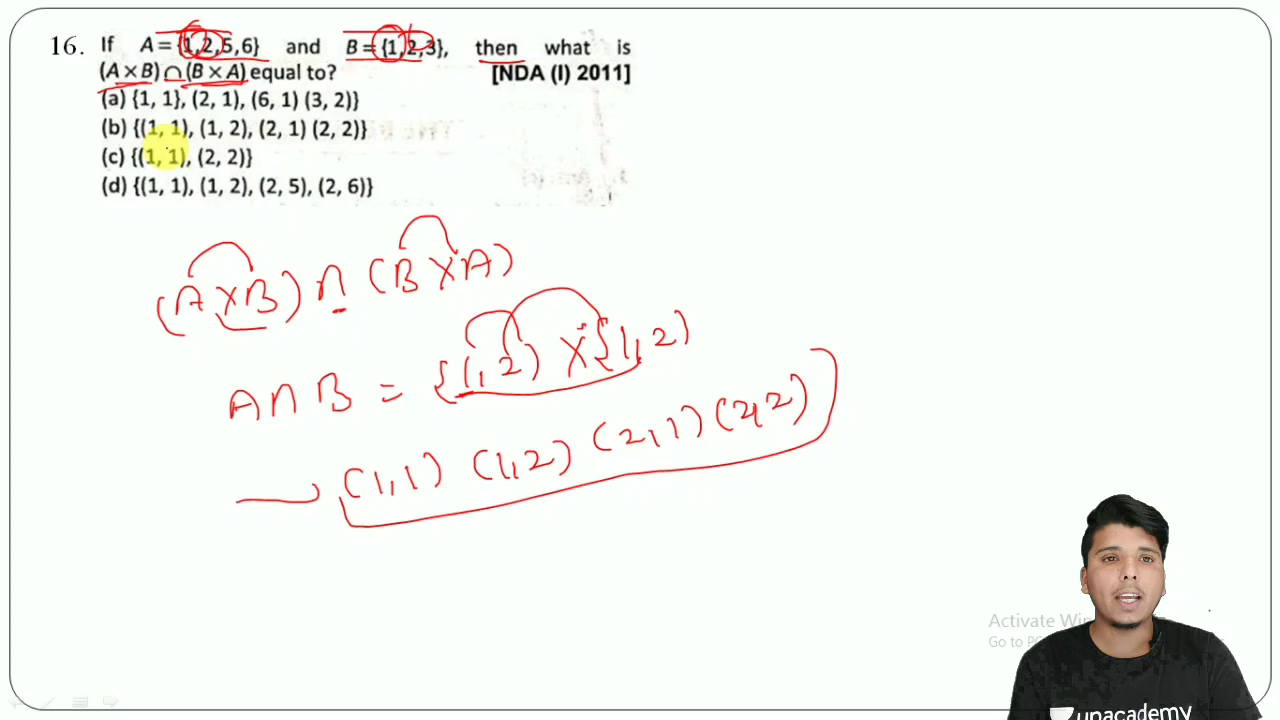 16. If A = {1,2,5,6} and B = {1,2,3}, then what is
(A × B) ∩ (B × A) equal to? [NDA (I) 2011]
(a) {1, 1}, (2, 1), (6, 1) (3, 2)}
(b) {(1, 1), (1, 2), (2, 1) (2, 2)}
(c) {(1, 1), (2, 2)}
(d) {(1, 1), (1, 2), (2, 5), (2, 6)}
(A × B) ∩ (B × A)
A ∩ B = {1, 2) × {1, 2)
(1,1) (1,2) (2,1) (2,2)
Activate Win
Go to PC
unacademy